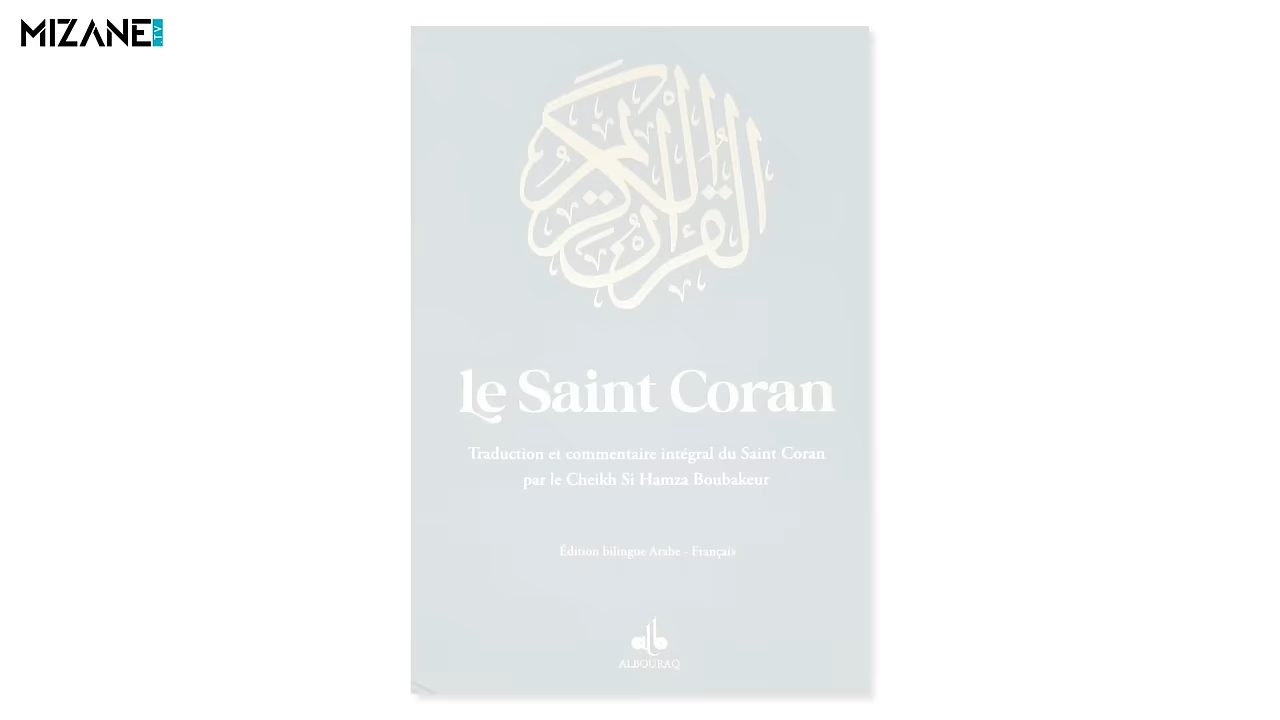 MIZANE.TV
القرآن الكريم
Le Saint Coran
Traduction et commentaire intégral du Saint Coran
par le Cheikh Si Hamza Boubakeur
Édition bilingue Arabe - Français
alb
ALBOURAQ